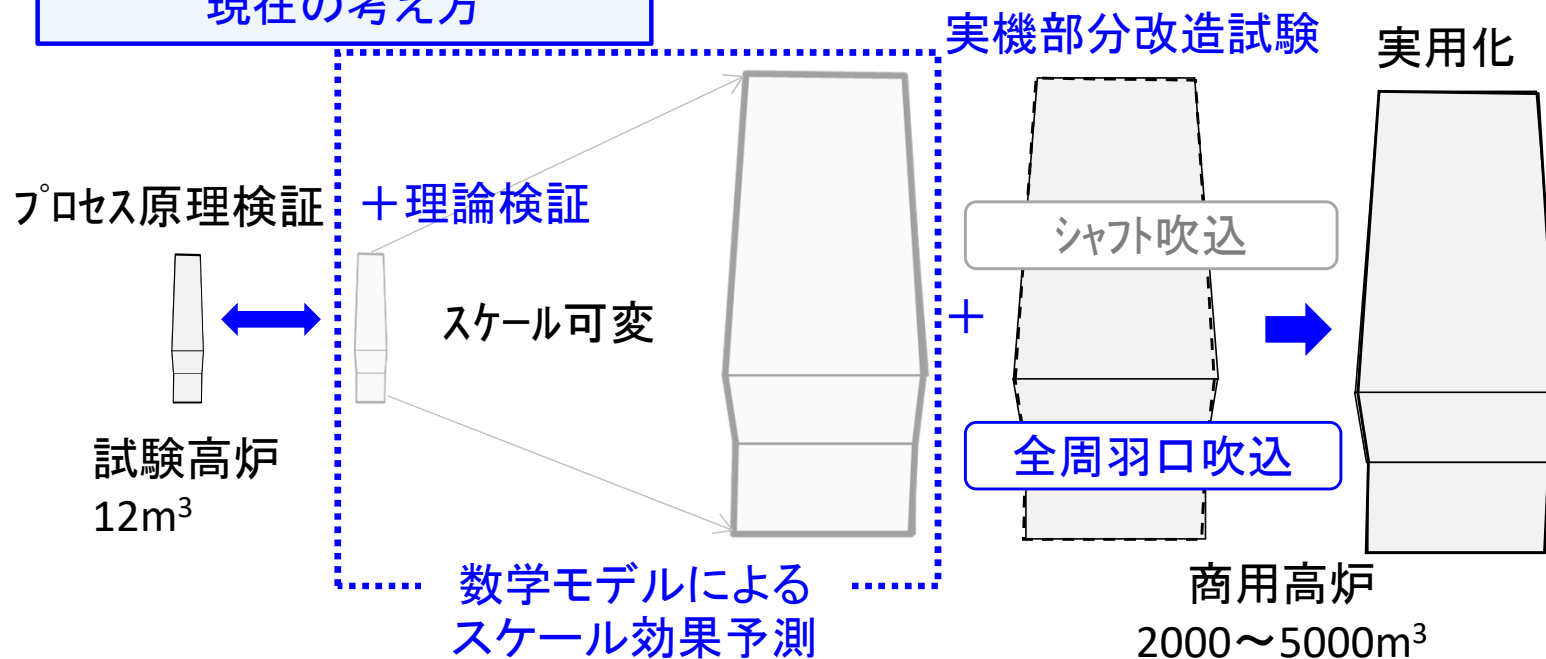 現在の考え方
実機部分改造試験
実用化
プロセス原理検証
＋理論検証
シャフト吹込
スケール可変
＋
全周羽口吹込
試験高炉
12m³
数学モデルによる
スケール効果予測
商用高炉
2000～5000m³